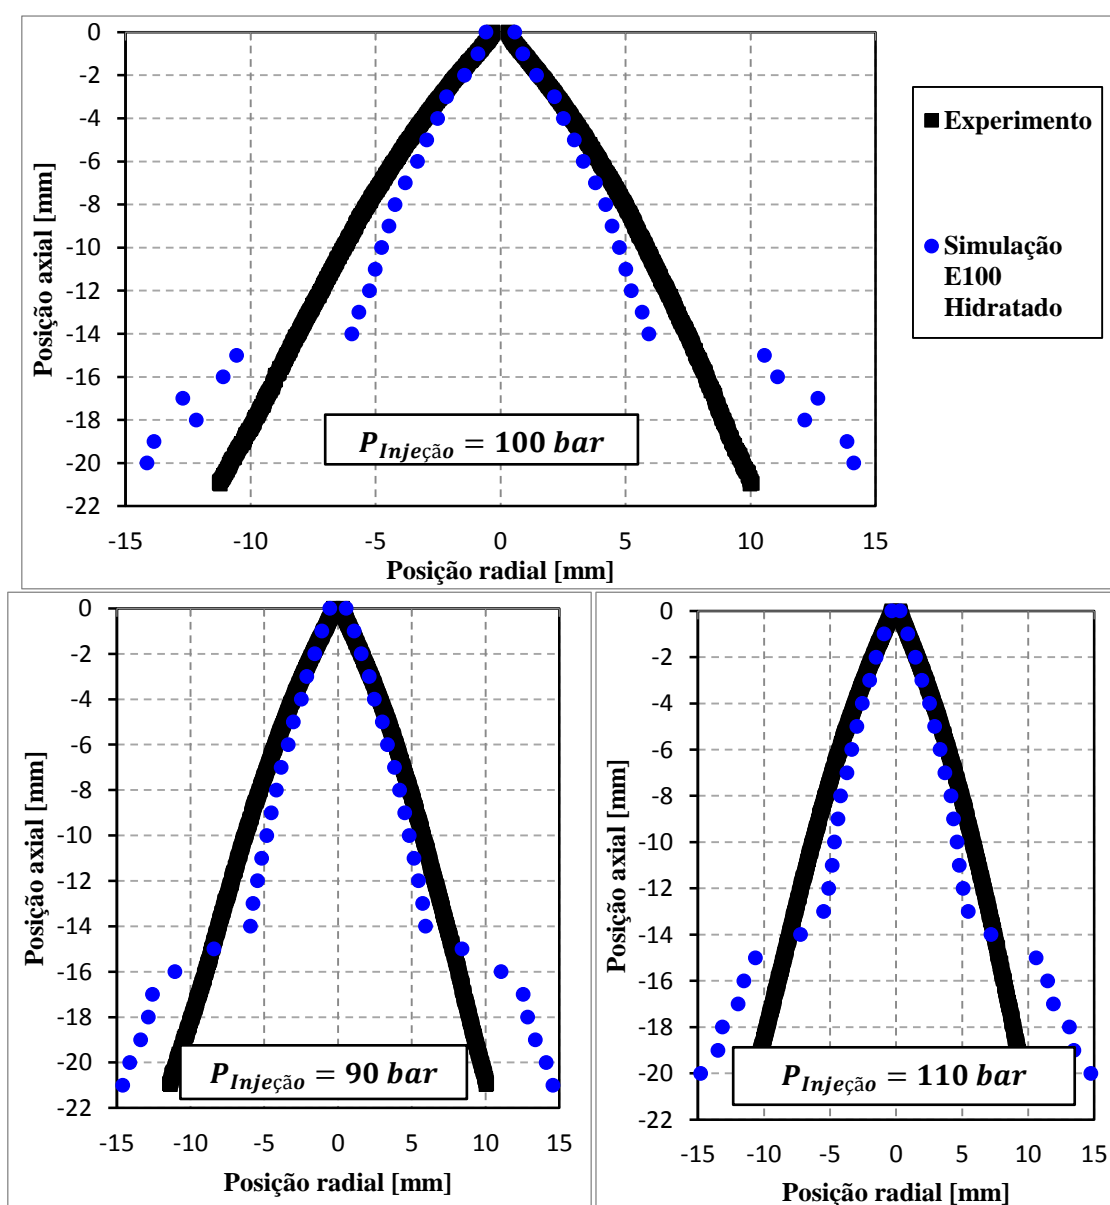 0
-2
-4
-6
-8
-10
-12
-14
-16
-18
-20
-22
Posição axial [mm]
-15 -10 -5 0 5 10 15
Posição radial [mm]
P_Injeção = 100 bar
Experimento
Simulação
E100
Hidratado
0
-2
-4
-6
-8
-10
-12
-14
-16
-18
-20
-22
Posição axial [mm]
-15 -10 -5 0 5 10 15
Posição radial [mm]
P_Injeção = 90 bar
0
-2
-4
-6
-8
-10
-12
-14
-16
-18
-20
-22
Posição axial [mm]
-15 -10 -5 0 5 10 15
Posição radial [mm]
P_Injeção = 110 bar